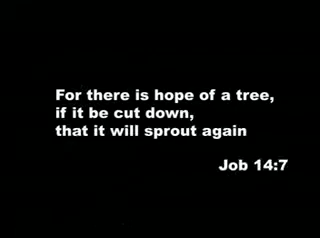 For there is hope of a tree,
if it be cut down,
that it will sprout again
Job 14:7